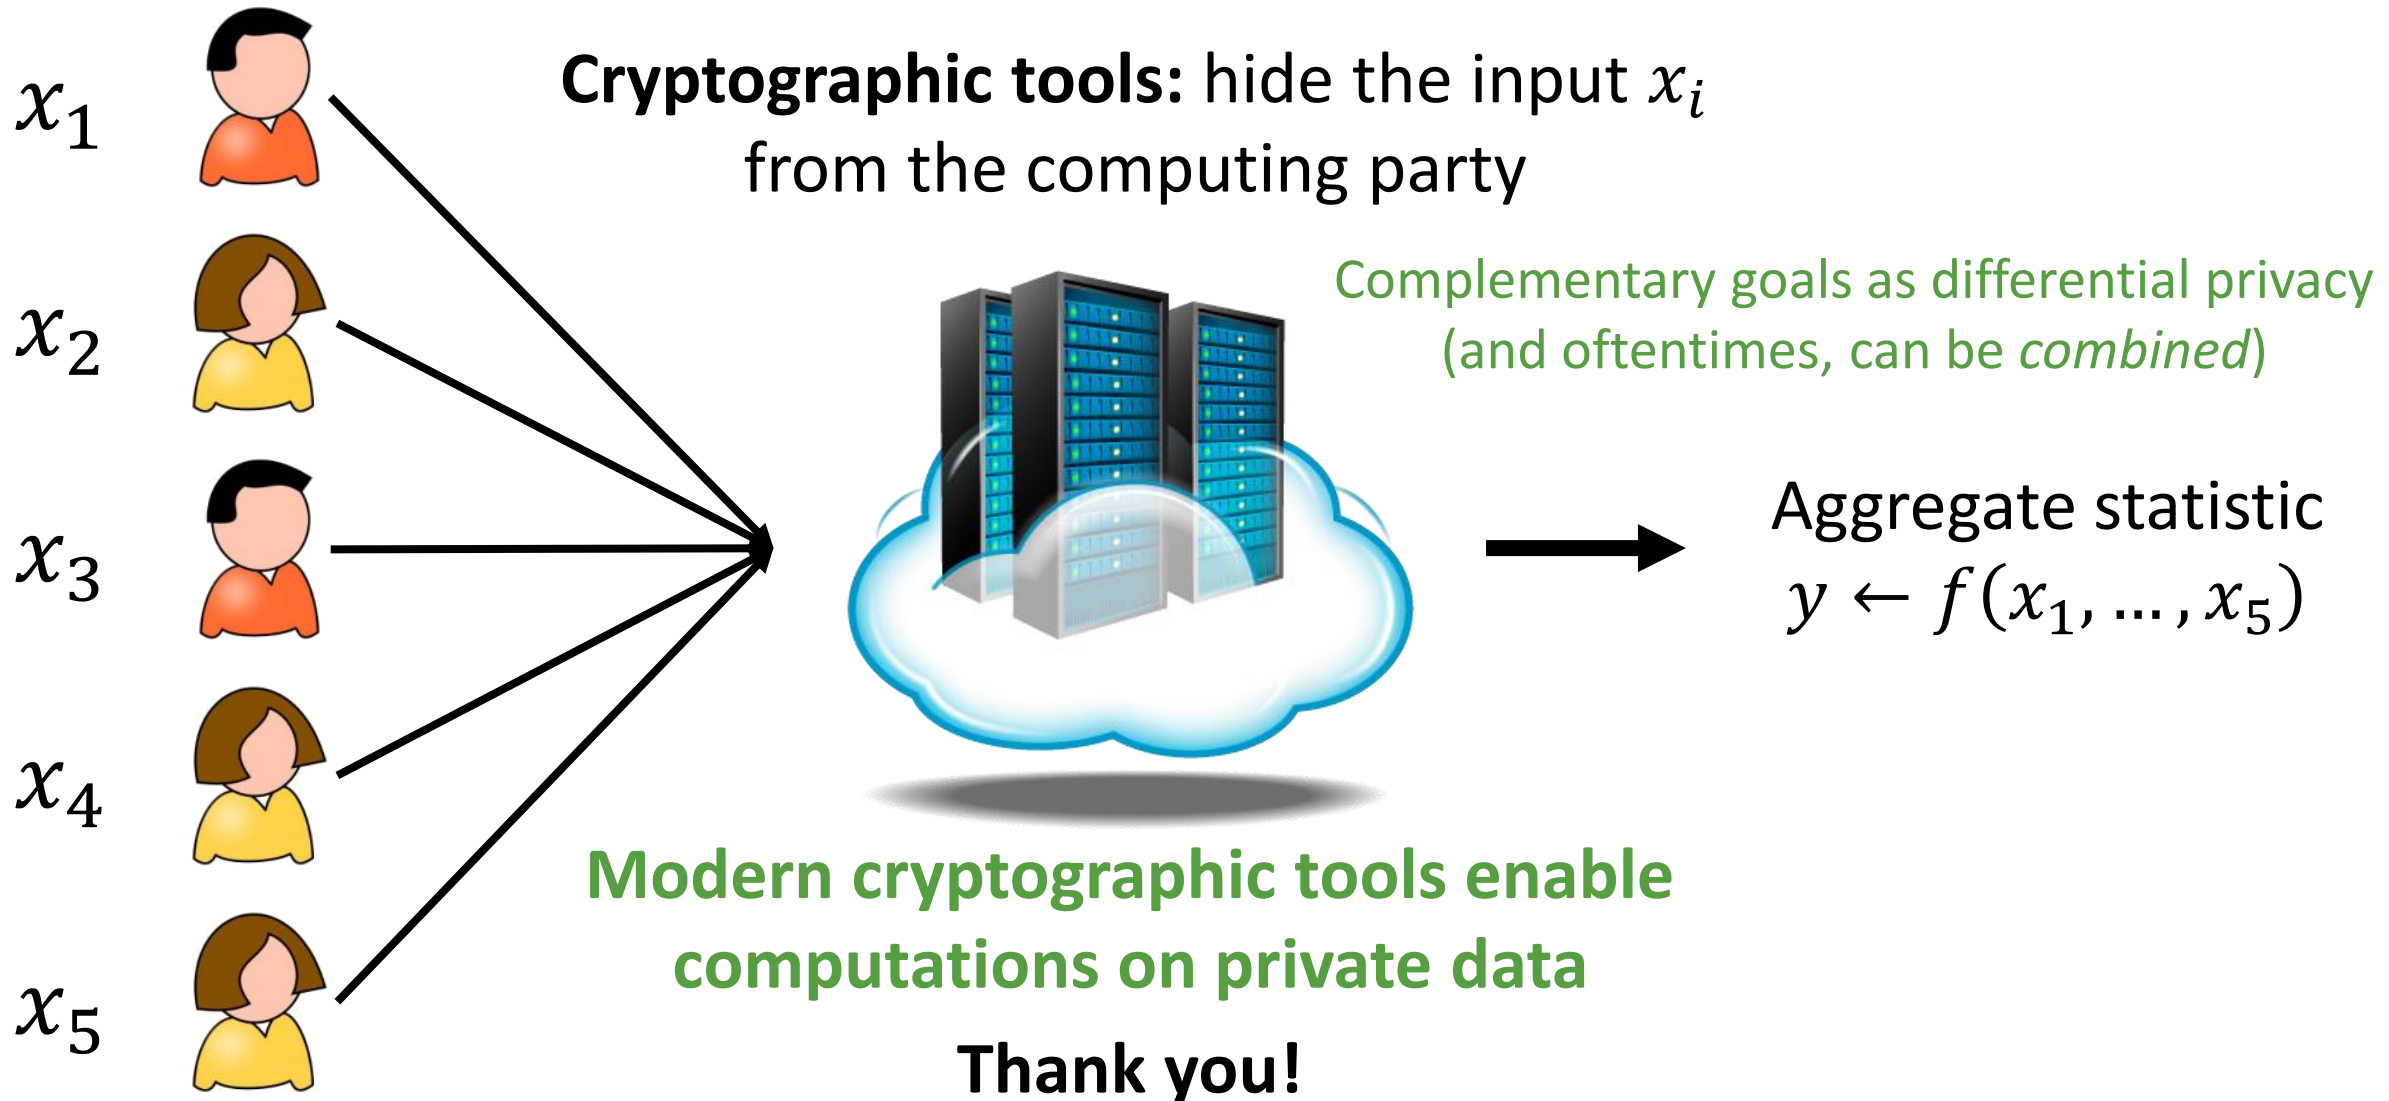 x₁
Cryptographic tools: hide the input xᵢ
from the computing party
x₂
Complementary goals as differential privacy
(and oftentimes, can be combined)
x₃
Aggregate statistic
y ← f(x₁, … , x₅)
x₄
Modern cryptographic tools enable
computations on private data
x₅
Thank you!